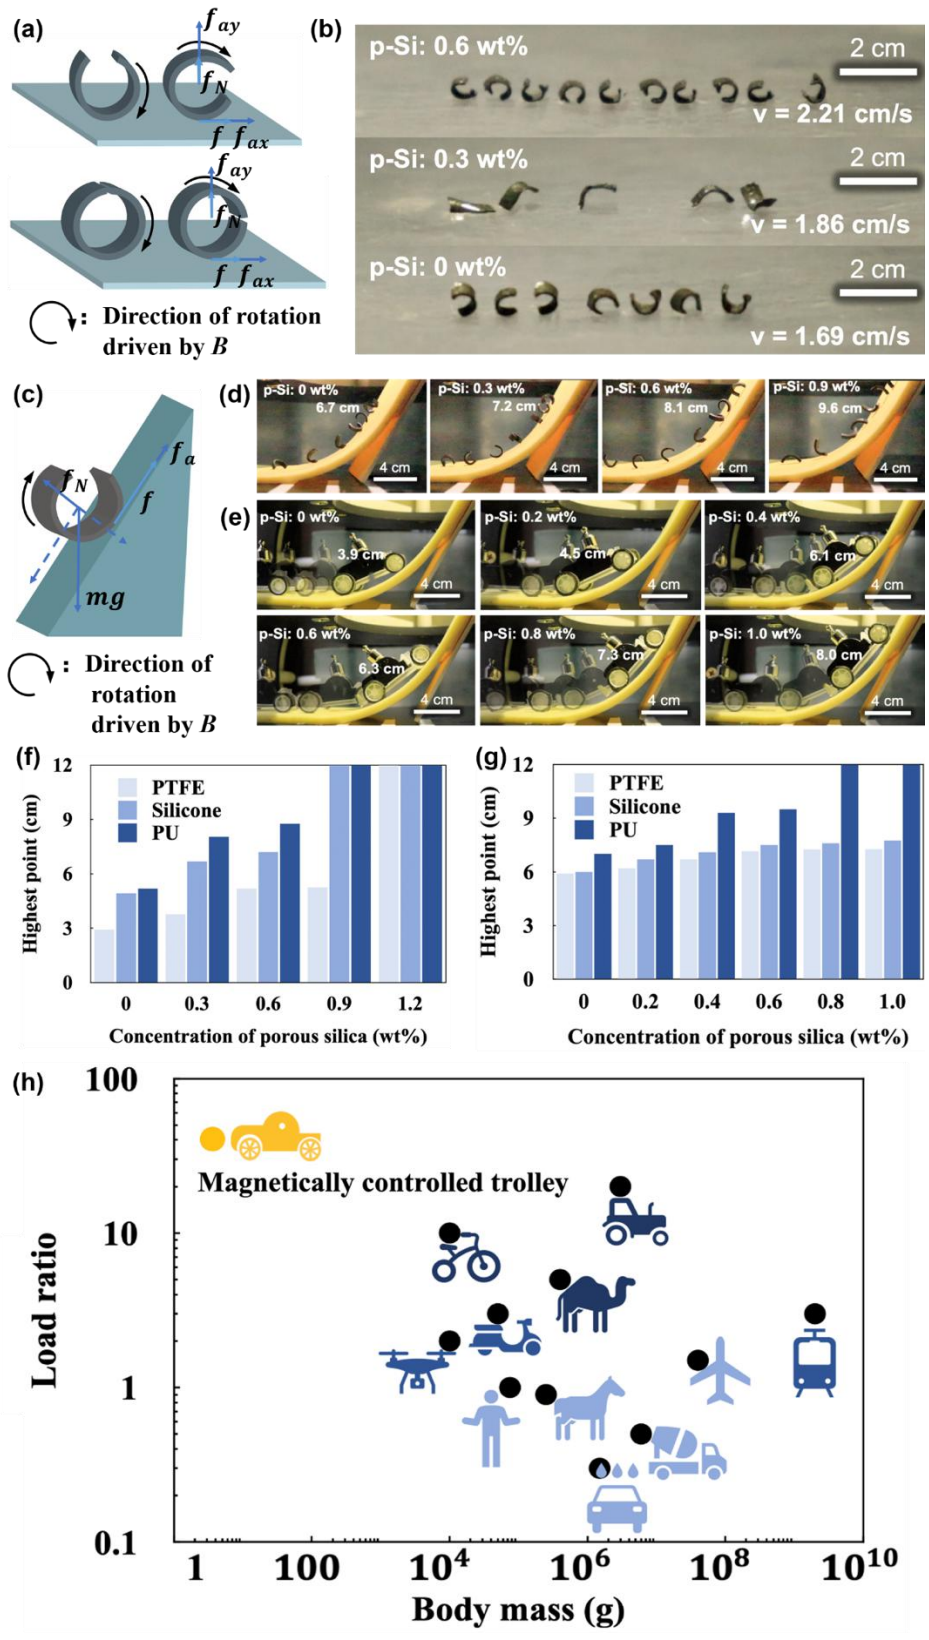 (a)
f_ay
f_N
f f_ax
f_ay
f_N
f f_ax
: Direction of rotation
driven by B
(b)
p-Si: 0.6 wt%
2 cm
v = 2.21 cm/s
p-Si: 0.3 wt%
2 cm
v = 1.86 cm/s
p-Si: 0 wt%
2 cm
v = 1.69 cm/s
(c)
f_N
f_a
f
mg
: Direction of
rotation
driven by B
(d)
p-Si: 0 wt%
6.7 cm
4 cm
p-Si: 0.3 wt%
7.2 cm
4 cm
p-Si: 0.6 wt%
8.1 cm
4 cm
p-Si: 0.9 wt%
9.6 cm
4 cm
(e)
p-Si: 0 wt%
3.9 cm
4 cm
p-Si: 0.2 wt%
4.5 cm
4 cm
p-Si: 0.4 wt%
6.1 cm
4 cm
p-Si: 0.6 wt%
6.3 cm
4 cm
p-Si: 0.8 wt%
7.3 cm
4 cm
p-Si: 1.0 wt%
8.0 cm
4 cm
(f)
Highest point (cm)
12
9
6
3
0
PTFE
Silicone
PU
0 0.3 0.6 0.9 1.2
Concentration of porous silica (wt%)
(g)
Highest point (cm)
12
9
6
3
0
PTFE
Silicone
PU
0 0.2 0.4 0.6 0.8 1.0
Concentration of porous silica (wt%)
(h)
Load ratio
100
10
1
0.1
Magnetically controlled trolley
1 100 10⁴ 10⁶ 10⁸ 10¹⁰
Body mass (g)